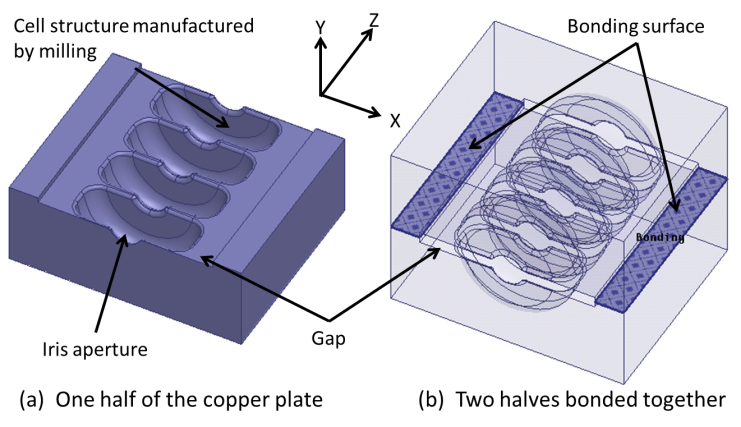 Cell structure manufactured
by milling
Y
Z
X
Bonding surface
Bonding
Gap
Iris aperture
(a) One half of the copper plate
(b) Two halves bonded together